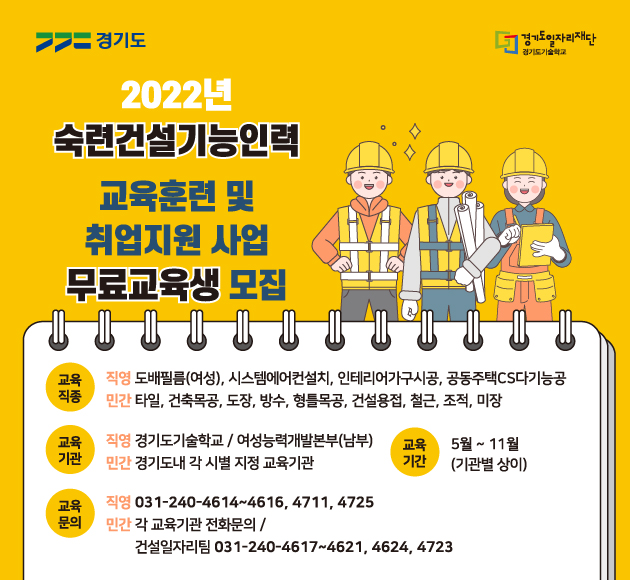 경기도
경기도일자리재단
경기도기술학교
2022년
숙련건설기능인력
교육훈련 및
취업지원 사업
무료교육생 모집
교육
직종
직영 도배필름(여성), 시스템에어컨설치, 인테리어가구시공, 공동주택CS다기능공
민간 타일, 건축목공, 도장, 방수, 형틀목공, 건설용접, 철근, 조적, 미장
교육
기관
직영 경기도기술학교 / 여성능력개발본부(남부)
민간 경기도내 각 시별 지정 교육기관
교육
기간
5월 ~ 11월
(기관별 상이)
교육
문의
직영 031-240-4614~4616, 4711, 4725
민간 각 교육기관 전화문의 /
건설일자리팀 031-240-4617~4621, 4624, 4723